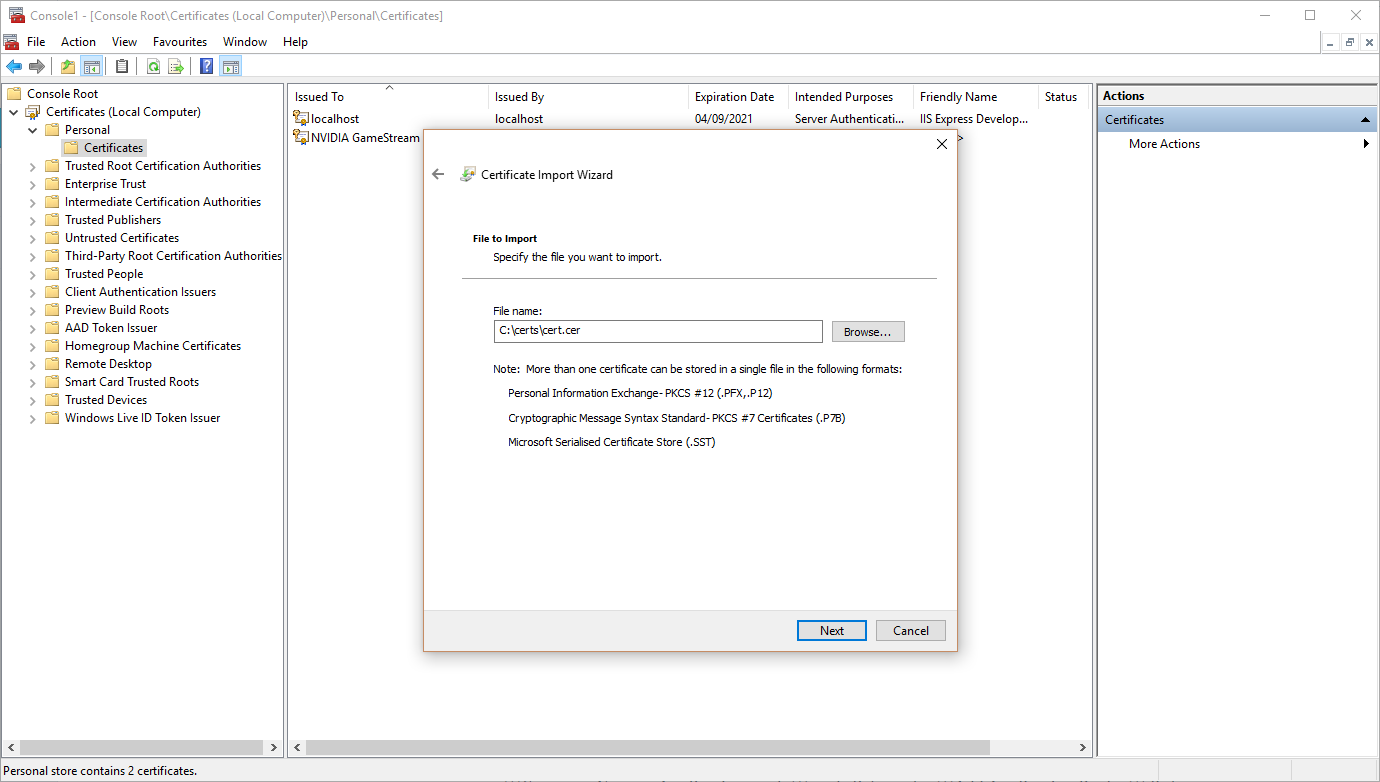 Console1 - [Console Root\Certificates (Local Computer)\Personal\Certificates]
File Action View Favourites Window Help
Console Root
Certificates (Local Computer)
Personal
Certificates
Trusted Root Certification Authorities
Enterprise Trust
Intermediate Certification Authorities
Trusted Publishers
Untrusted Certificates
Third-Party Root Certification Authorities
Trusted People
Client Authentication Issuers
Preview Build Roots
AAD Token Issuer
Homegroup Machine Certificates
Remote Desktop
Smart Card Trusted Roots
Trusted Devices
Windows Live ID Token Issuer
Issued To Issued By Expiration Date Intended Purposes Friendly Name Status
localhost localhost 04/09/2021 Server Authenticati... IIS Express Develop...
NVIDIA GameStream >
Certificate Import Wizard
File to Import
Specify the file you want to import.
File name:
C:\certs\cert.cer
Browse...
Note: More than one certificate can be stored in a single file in the following formats:
Personal Information Exchange- PKCS #12 (.PFX,.P12)
Cryptographic Message Syntax Standard- PKCS #7 Certificates (.P7B)
Microsoft Serialised Certificate Store (.SST)
Next Cancel
Actions
Certificates
More Actions
Personal store contains 2 certificates.